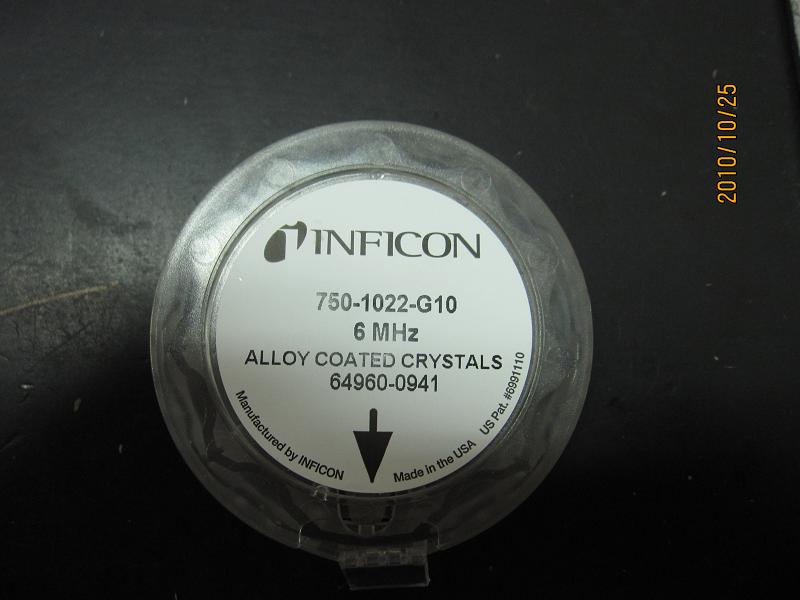 INFICON
750-1022-G10
6 MHz
ALLOY COATED CRYSTALS
64960-0941
Manufactured by INFICON
Made in the USA
US Pat. #6991110
2010/10/25